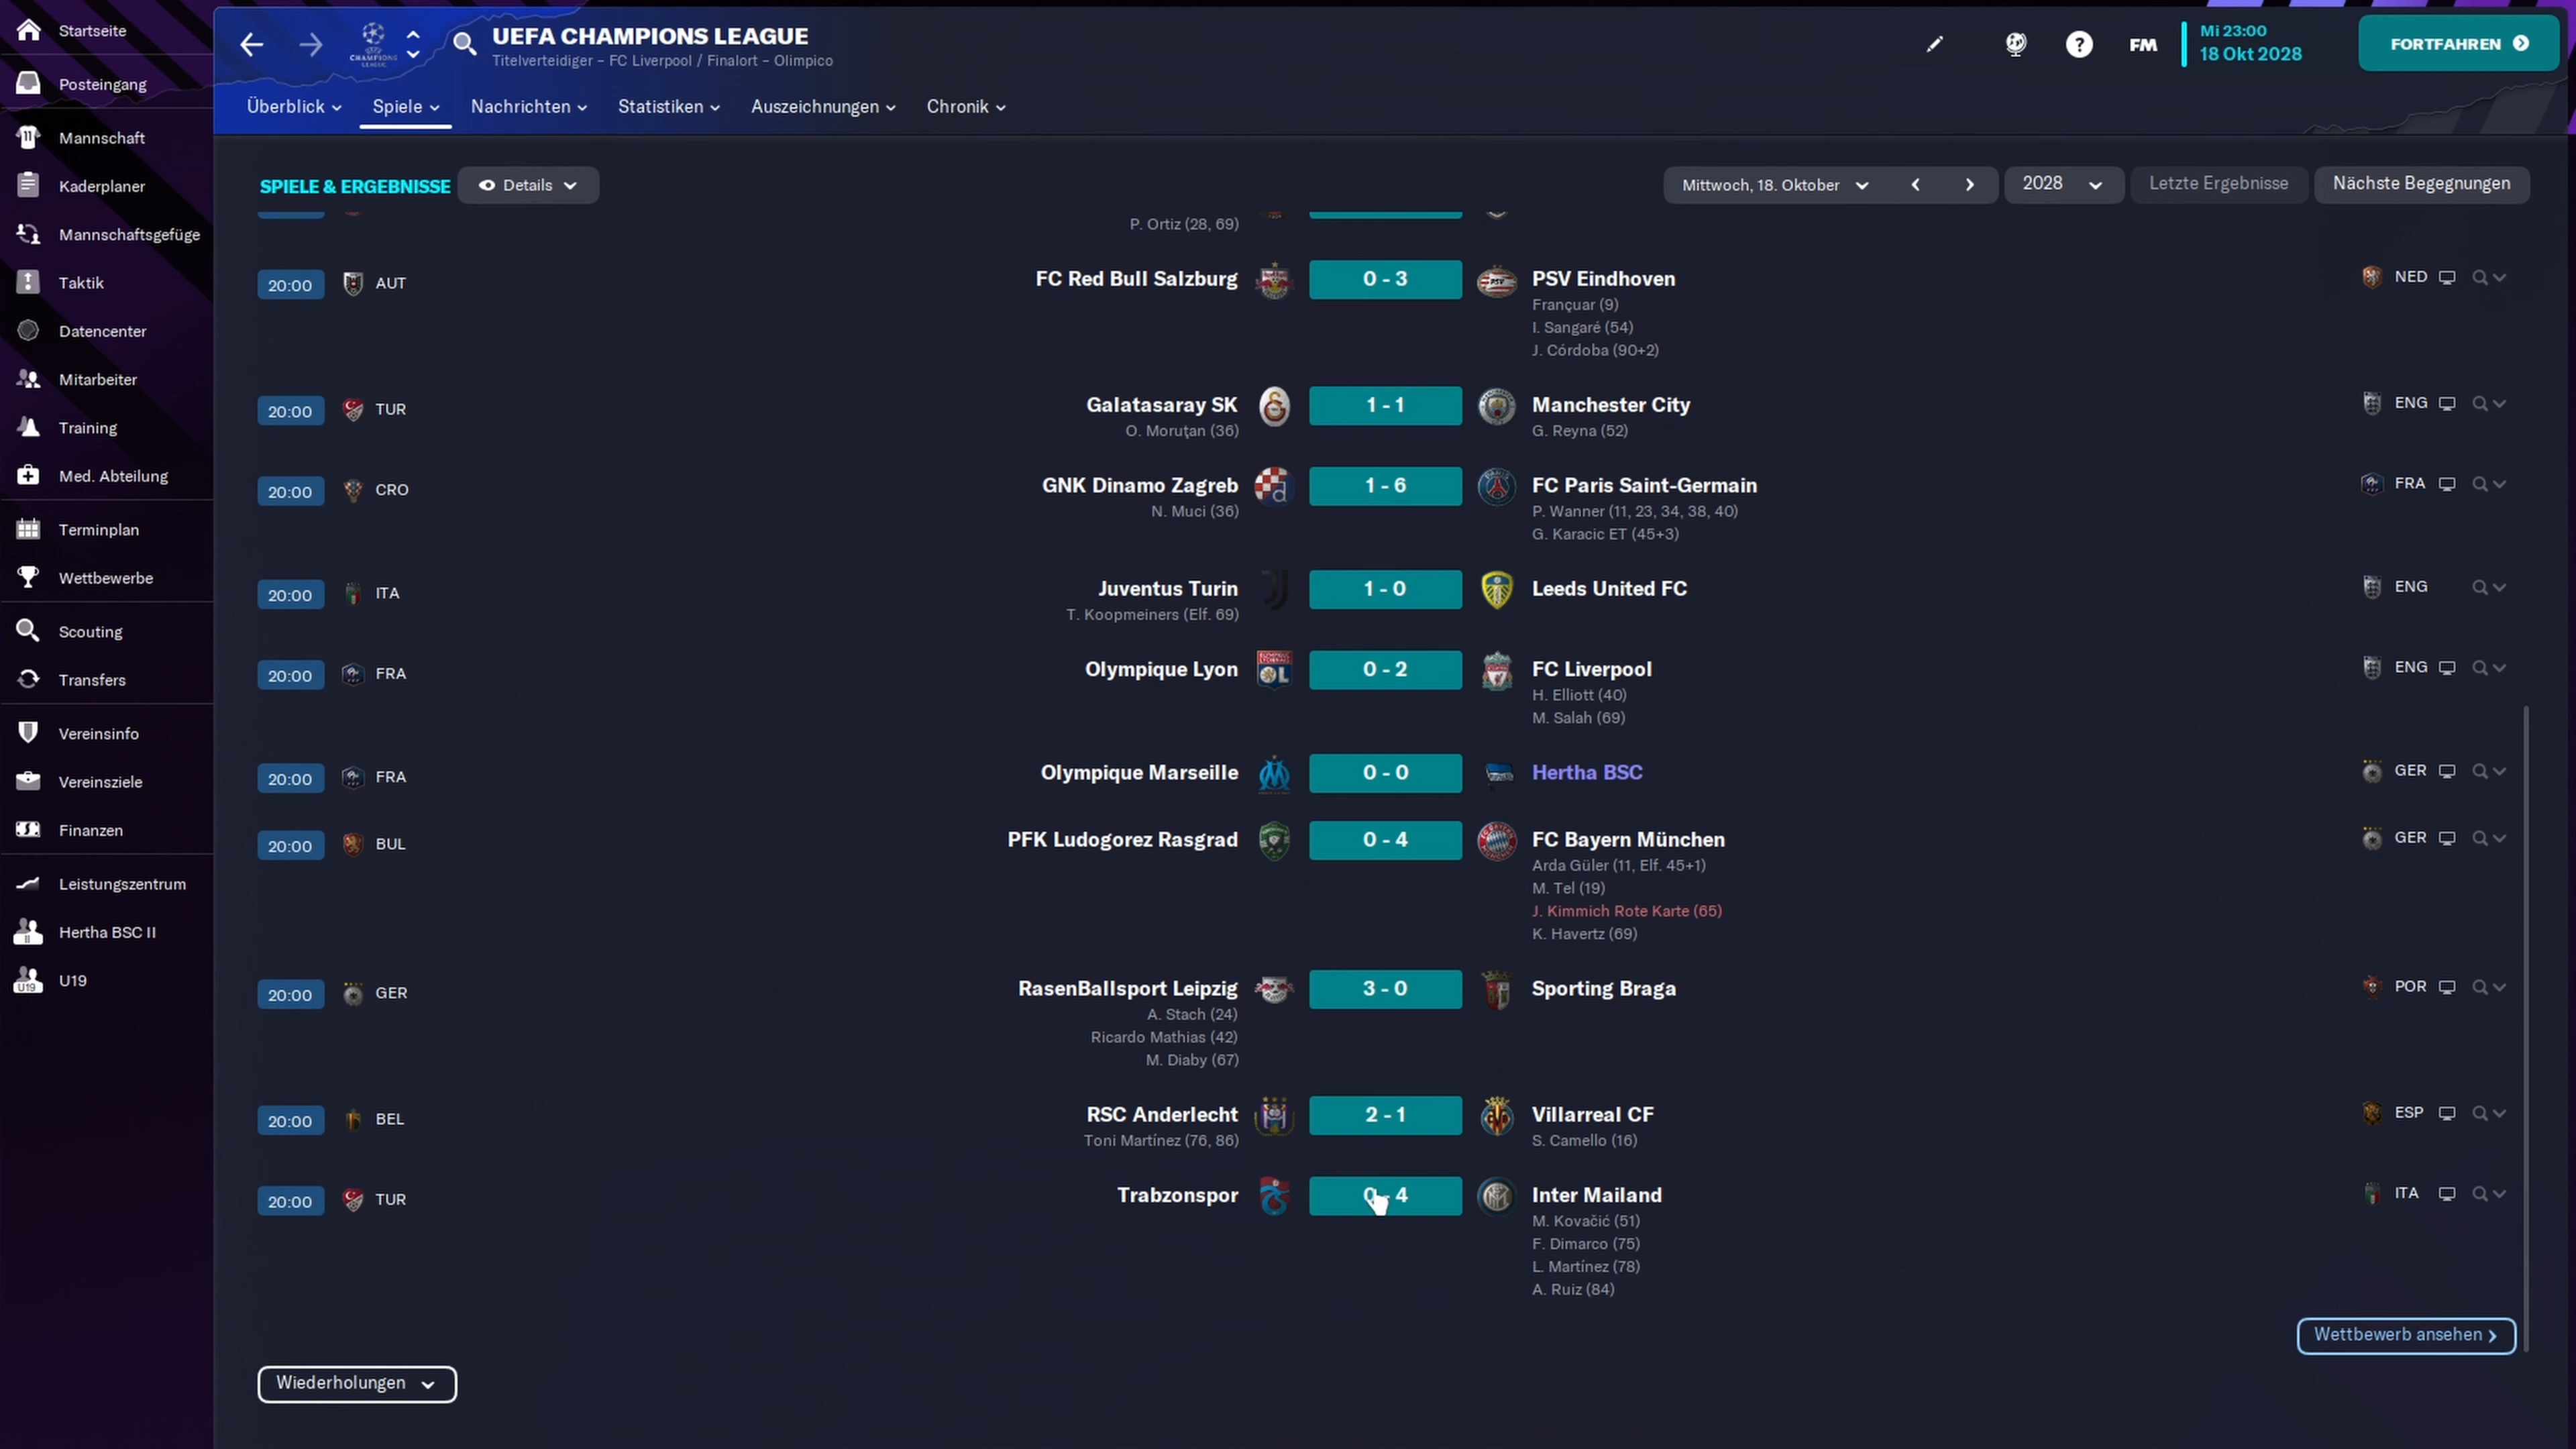 Startseite
Posteingang
Mannschaft
Kaderplaner
Mannschaftsgefüge
Taktik
Datencenter
Mitarbeiter
Training
Med. Abteilung
Terminplan
Wettbewerbe
Scouting
Transfers
Vereinsinfo
Vereinsziele
Finanzen
Leistungszentrum
Hertha BSC II
U19
UEFA CHAMPIONS LEAGUE
Titelverteidiger – FC Liverpool / Finalort – Olimpico
FM
Mi 23:00
18 Okt 2028
FORTFAHREN
Überblick Spiele Nachrichten Statistiken Auszeichnungen Chronik
SPIELE & ERGEBNISSE Details Mittwoch, 18. Oktober 2028 Letzte Ergebnisse Nächste Begegnungen
P. Ortiz (28, 69)
20:00 AUT FC Red Bull Salzburg 0 - 3 PSV Eindhoven NED
Françuar (9)
I. Sangaré (54)
J. Córdoba (90+2)
20:00 TUR Galatasaray SK 1 - 1 Manchester City ENG
O. Moruţan (36) G. Reyna (52)
20:00 CRO GNK Dinamo Zagreb 1 - 6 FC Paris Saint-Germain FRA
N. Muci (36) P. Wanner (11, 23, 34, 38, 40)
G. Karacic ET (45+3)
20:00 ITA Juventus Turin 1 - 0 Leeds United FC ENG
T. Koopmeiners (Elf. 69)
20:00 FRA Olympique Lyon 0 - 2 FC Liverpool ENG
H. Elliott (40)
M. Salah (69)
20:00 FRA Olympique Marseille 0 - 0 Hertha BSC GER
20:00 BUL PFK Ludogorez Rasgrad 0 - 4 FC Bayern München GER
Arda Güler (11, Elf. 45+1)
M. Tel (19)
J. Kimmich Rote Karte (65)
K. Havertz (69)
20:00 GER RasenBallsport Leipzig 3 - 0 Sporting Braga POR
A. Stach (24)
Ricardo Mathias (42)
M. Diaby (67)
20:00 BEL RSC Anderlecht 2 - 1 Villarreal CF ESP
Toni Martínez (76, 86) S. Camello (16)
20:00 TUR Trabzonspor 0 - 4 Inter Mailand ITA
M. Kovačić (51)
F. Dimarco (75)
L. Martínez (78)
A. Ruiz (84)
Wettbewerb ansehen
Wiederholungen